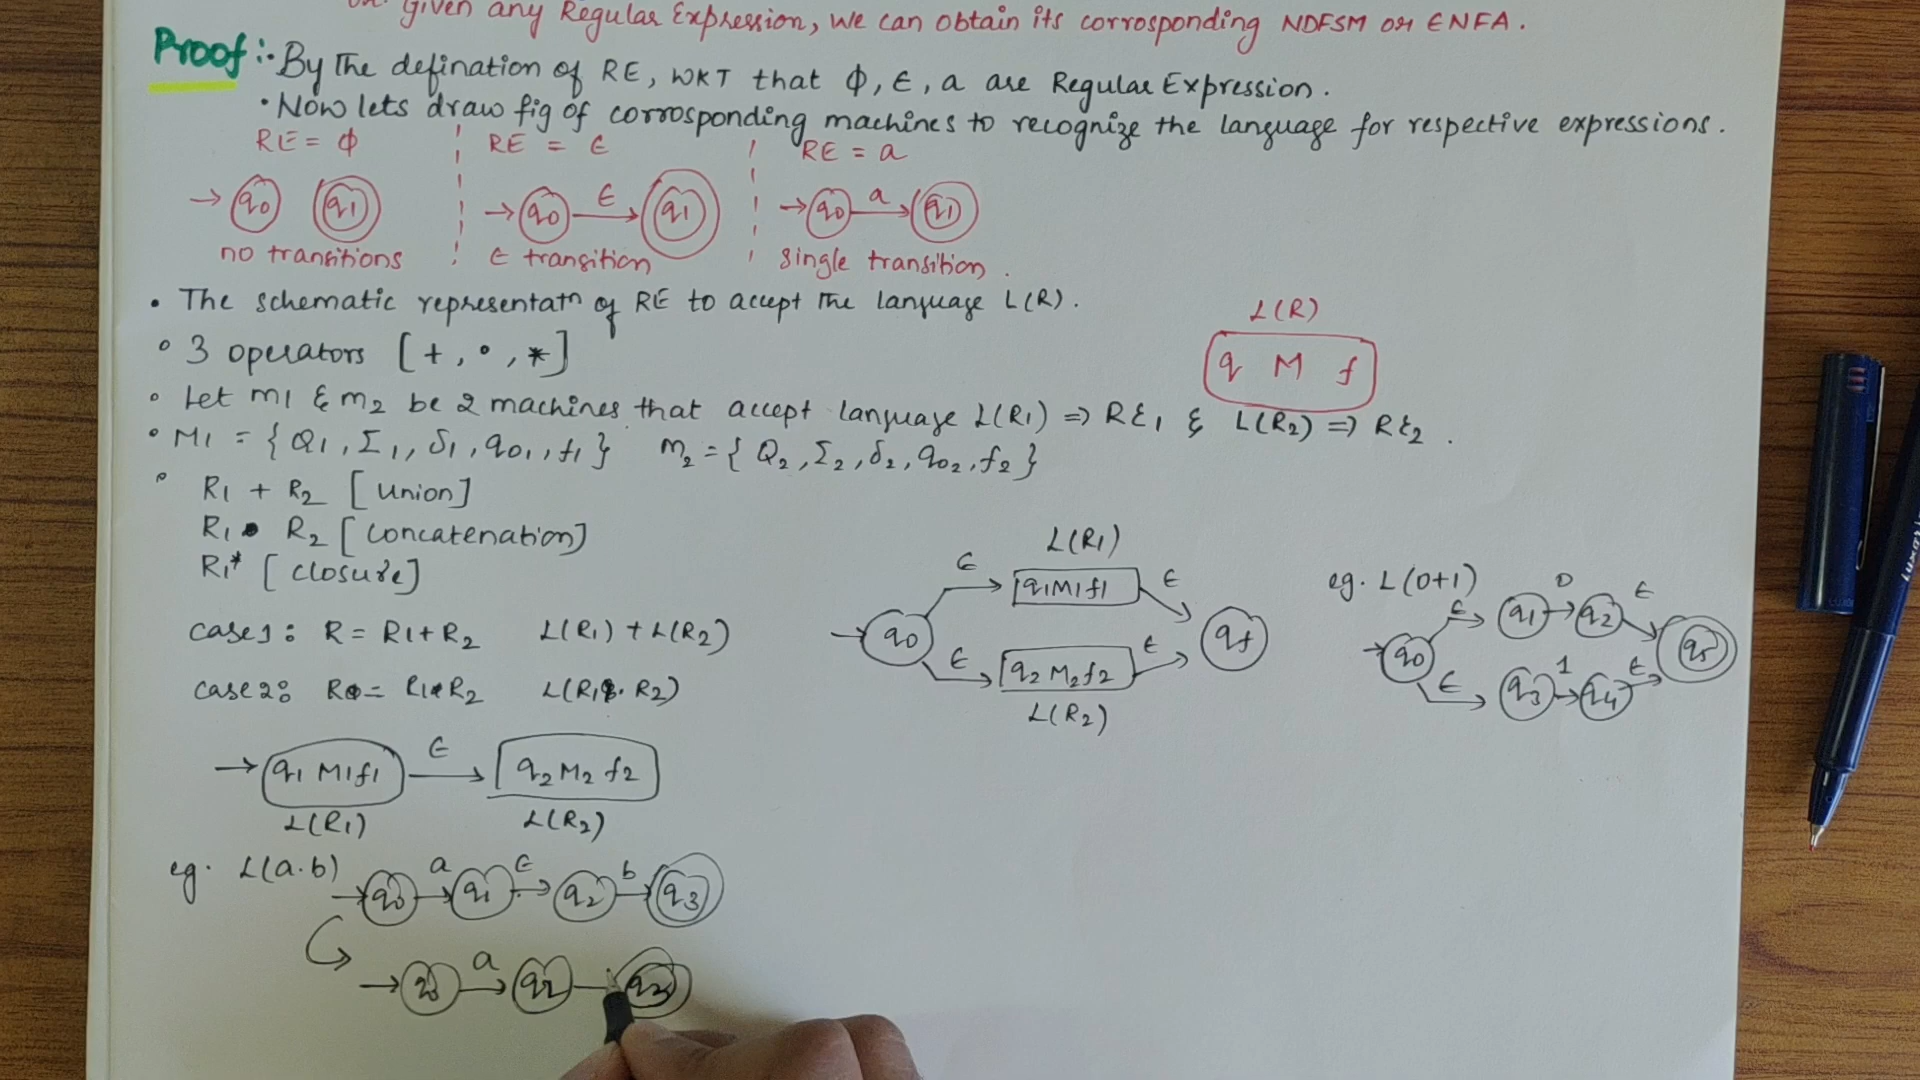 given any Regular Expression, we can obtain its corrosponding NDFSM or ENFA.
Proof:- By The defination of RE, WKT that ϕ, ϵ, a are Regular Expression.
• Now lets draw fig of corrosponding machines to recognize the language for respective expressions.
RE = ϕ RE = ϵ RE = a
→ q0 q1 → q0 ϵ → q1 → q0 a → q1
no transitions ϵ transition single transition.
• The schematic representatn of RE to accept the language L(R).
L(R)
q M f
• 3 operators [+, •, *]
• Let m1 & m2 be 2 machines that accept language L(R1) ⇒ RE1 & L(R2) ⇒ RE2.
• M1 = {Q1, Σ1, δ1, q01, f1} m2 = {Q2, Σ2, δ2, q02, f2}
• R1 + R2 [union]
R1 • R2 [concatenation]
R1* [closure]
case1: R = R1 + R2 L(R1) + L(R2)
L(R1)
ϵ → q1 M1 f1 ϵ
→ q0 qf
ϵ → q2 M2 f2 ϵ
L(R2)
eg. L(0+1)
ϵ → q1 0 → q2 ϵ
→ q0 q5
ϵ → q3 1 → q4 ϵ
case2: R = R1 • R2 L(R1 . R2)
→ q1 M1 f1 ϵ → q2 M2 f2
L(R1) L(R2)
eg. L(a.b) → q0 a → q1 ϵ → q2 b → q3
→ a →